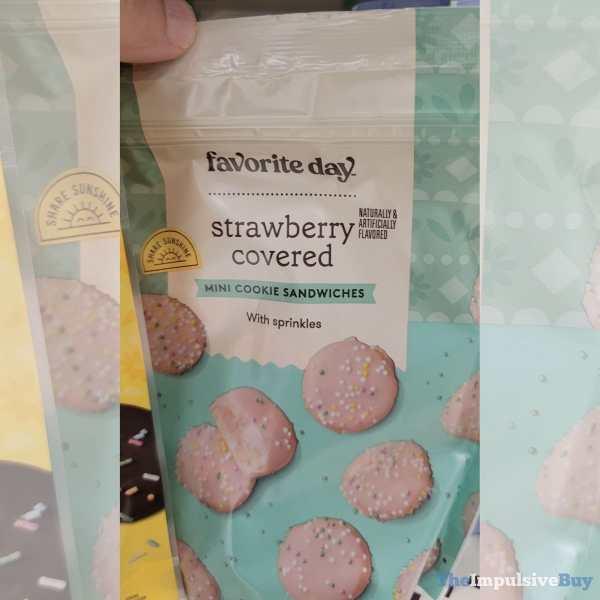 favorite day.
strawberry
covered
NATURALLY &
ARTIFICIALLY
FLAVORED
SHARE SUNSHINE
SHARE SUNSHINE
MINI COOKIE SANDWICHES
With sprinkles
TheImpulsiveBuy